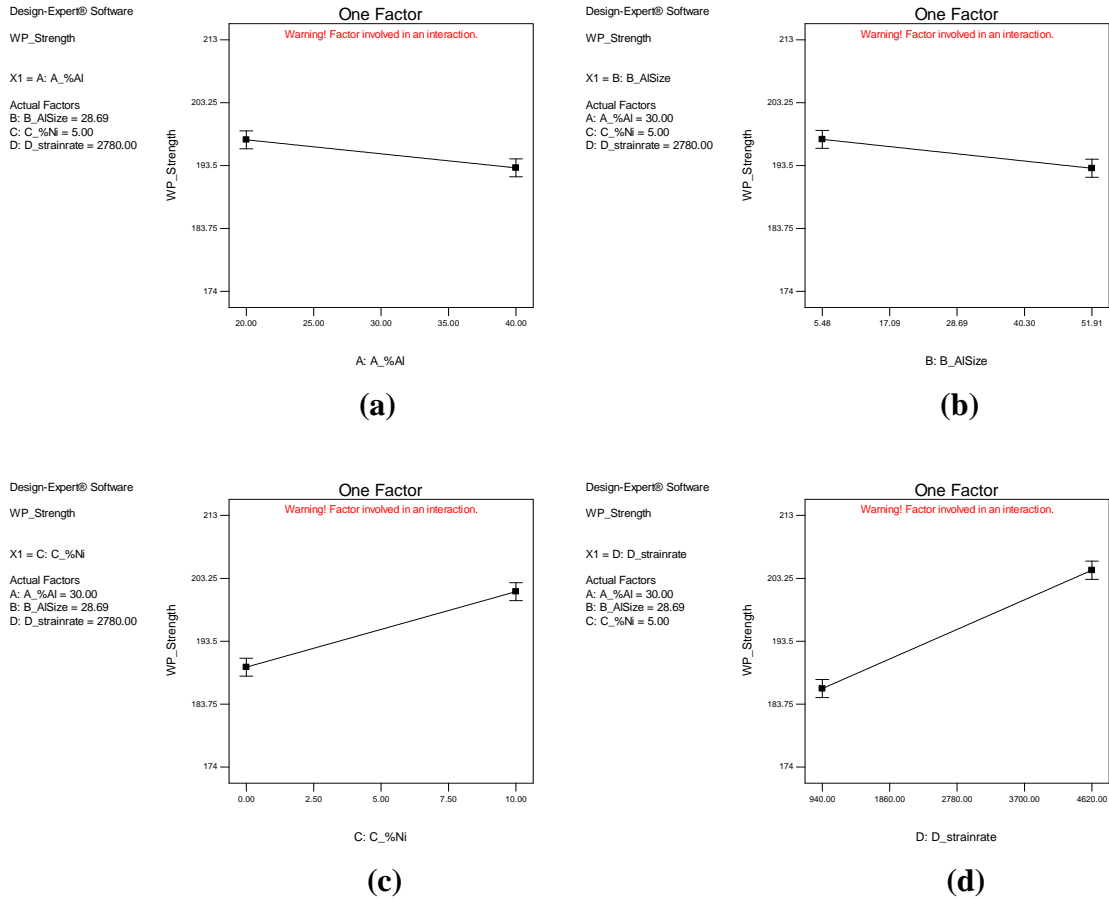 Design-Expert® Software
WP_Strength
X1 = A: A_%Al
Actual Factors
B: B_AlSize = 28.69
C: C_%Ni = 5.00
D: D_strainrate = 2780.00
One Factor
Warning! Factor involved in an interaction.
213
203.25
193.5
183.75
174
WP_Strength
20.00 25.00 30.00 35.00 40.00
A: A_%Al
(a)
Design-Expert® Software
WP_Strength
X1 = B: B_AlSize
Actual Factors
A: A_%Al = 30.00
C: C_%Ni = 5.00
D: D_strainrate = 2780.00
One Factor
Warning! Factor involved in an interaction.
213
203.25
193.5
183.75
174
WP_Strength
5.48 17.09 28.69 40.30 51.91
B: B_AlSize
(b)
Design-Expert® Software
WP_Strength
X1 = C: C_%Ni
Actual Factors
A: A_%Al = 30.00
B: B_AlSize = 28.69
D: D_strainrate = 2780.00
One Factor
Warning! Factor involved in an interaction.
213
203.25
193.5
183.75
174
WP_Strength
0.00 2.50 5.00 7.50 10.00
C: C_%Ni
(c)
Design-Expert® Software
WP_Strength
X1 = D: D_strainrate
Actual Factors
A: A_%Al = 30.00
B: B_AlSize = 28.69
C: C_%Ni = 5.00
One Factor
Warning! Factor involved in an interaction.
213
203.25
193.5
183.75
174
WP_Strength
940.00 1860.00 2780.00 3700.00 4620.00
D: D_strainrate
(d)